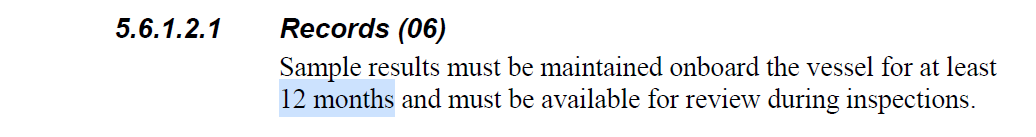 5.6.1.2.1 Records (06)
Sample results must be maintained onboard the vessel for at least
12 months and must be available for review during inspections.